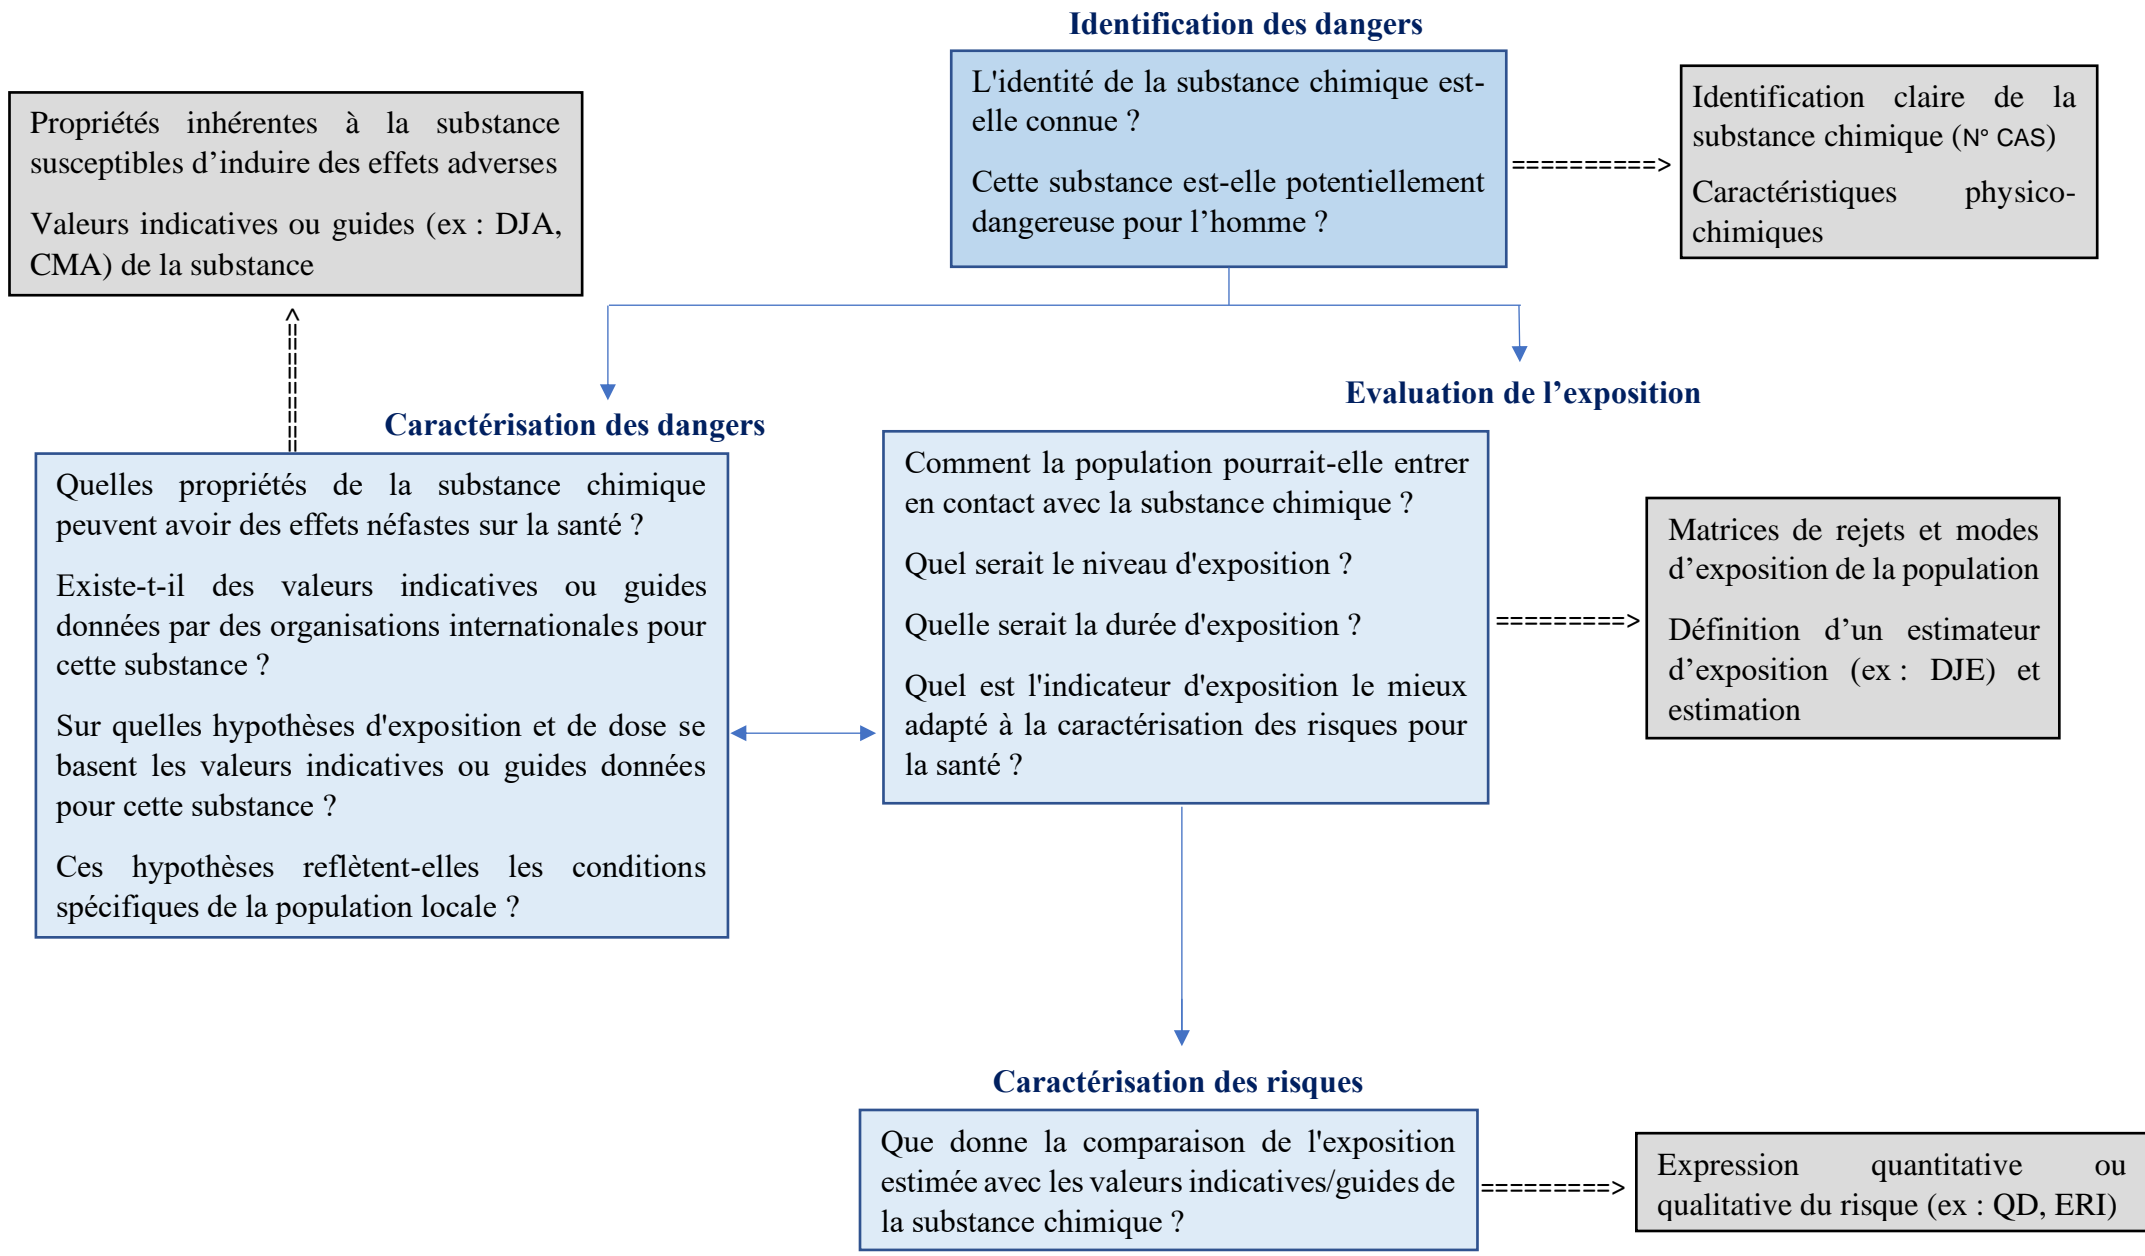 Identification des dangers
L'identité de la substance chimique est-
elle connue ?
Cette substance est-elle potentiellement
dangereuse pour l’homme ?
==========>
Identification claire de la
substance chimique (N° CAS)
Caractéristiques physico-
chimiques
Propriétés inhérentes à la substance
susceptibles d’induire des effets adverses
Valeurs indicatives ou guides (ex : DJA,
CMA) de la substance
==========>
Caractérisation des dangers
Quelles propriétés de la substance chimique
peuvent avoir des effets néfastes sur la santé ?
Existe-t-il des valeurs indicatives ou guides
données par des organisations internationales pour
cette substance ?
Sur quelles hypothèses d'exposition et de dose se
basent les valeurs indicatives ou guides données
pour cette substance ?
Ces hypothèses reflètent-elles les conditions
spécifiques de la population locale ?
Evaluation de l’exposition
Comment la population pourrait-elle entrer
en contact avec la substance chimique ?
Quel serait le niveau d'exposition ?
Quelle serait la durée d'exposition ?
Quel est l'indicateur d'exposition le mieux
adapté à la caractérisation des risques pour
la santé ?
=========>
Matrices de rejets et modes
d’exposition de la population
Définition d’un estimateur
d’exposition (ex : DJE) et
estimation
Caractérisation des risques
Que donne la comparaison de l'exposition
estimée avec les valeurs indicatives/guides de
la substance chimique ?
==========>
Expression quantitative ou
qualitative du risque (ex : QD, ERI)